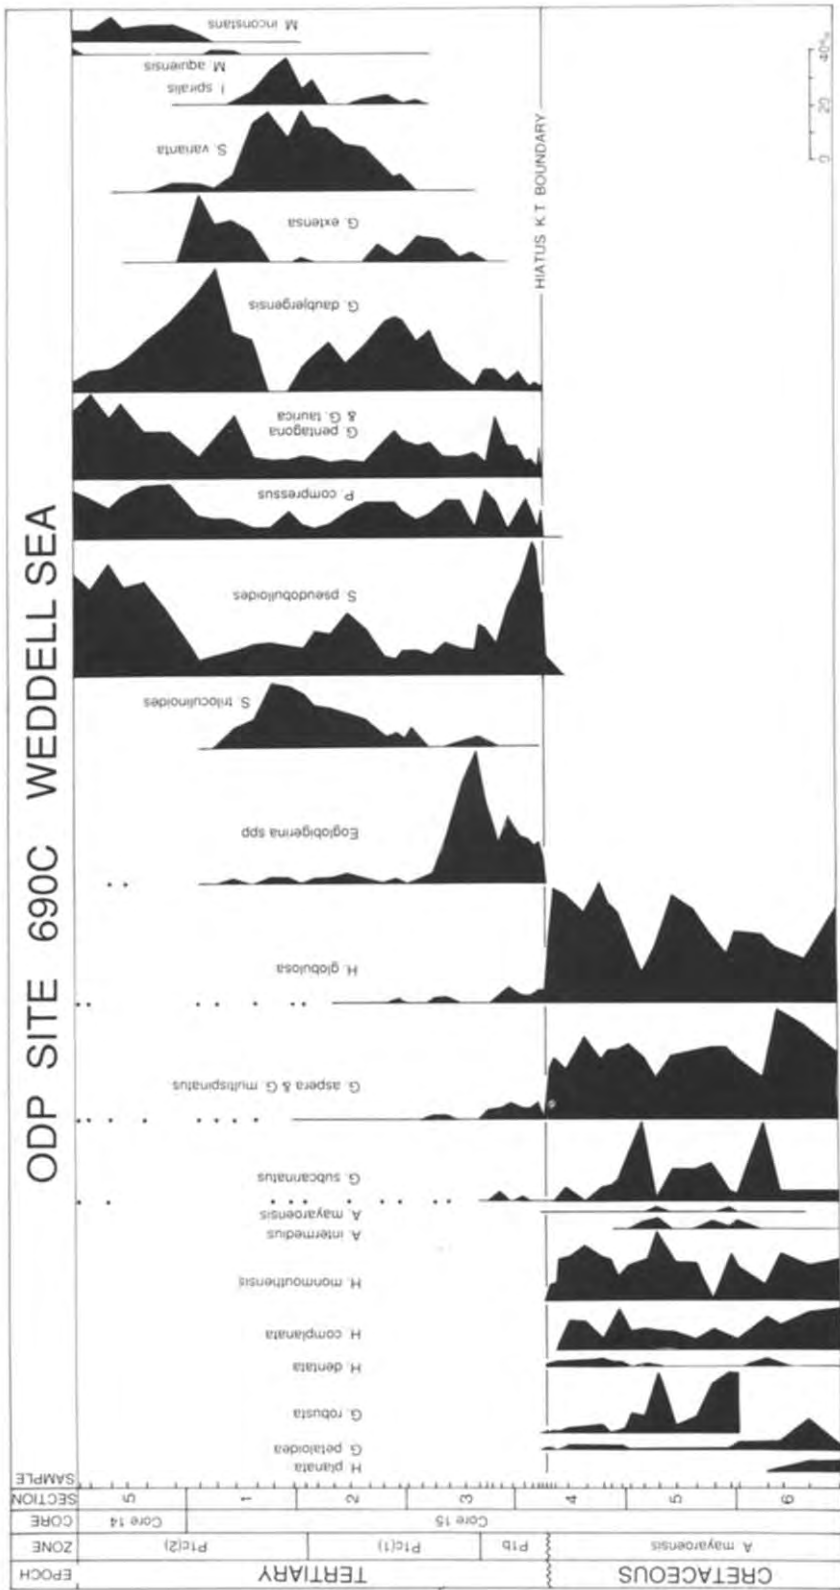 ODP SITE 690C WEDDELL SEA
EPOCH
ZONE
CORE
SECTION
SAMPLE
TERTIARY
CRETACEOUS
P1c(2)
P1c(1)
P1b
A. mayaroensis
Core 14
Core 15
5
1
2
3
4
5
6
H. planata
G. petaloidea
G. robusta
H. dentata
H. complanata
H. monmouthensis
A. intermedius
A. mayaroensis
G. subcarinatus
G. aspera & G. multispinatus
H. globulosa
Eoglobigerina spp
S. triloculinoides
S. pseudobulloides
P. compressus
G. pentagona
& G. taurica
G. daubjergensis
G. extensa
S. varianta
I. spiralis
M. aquiensis
M. inconstans
HIATUS K.T BOUNDARY
0 20 40%